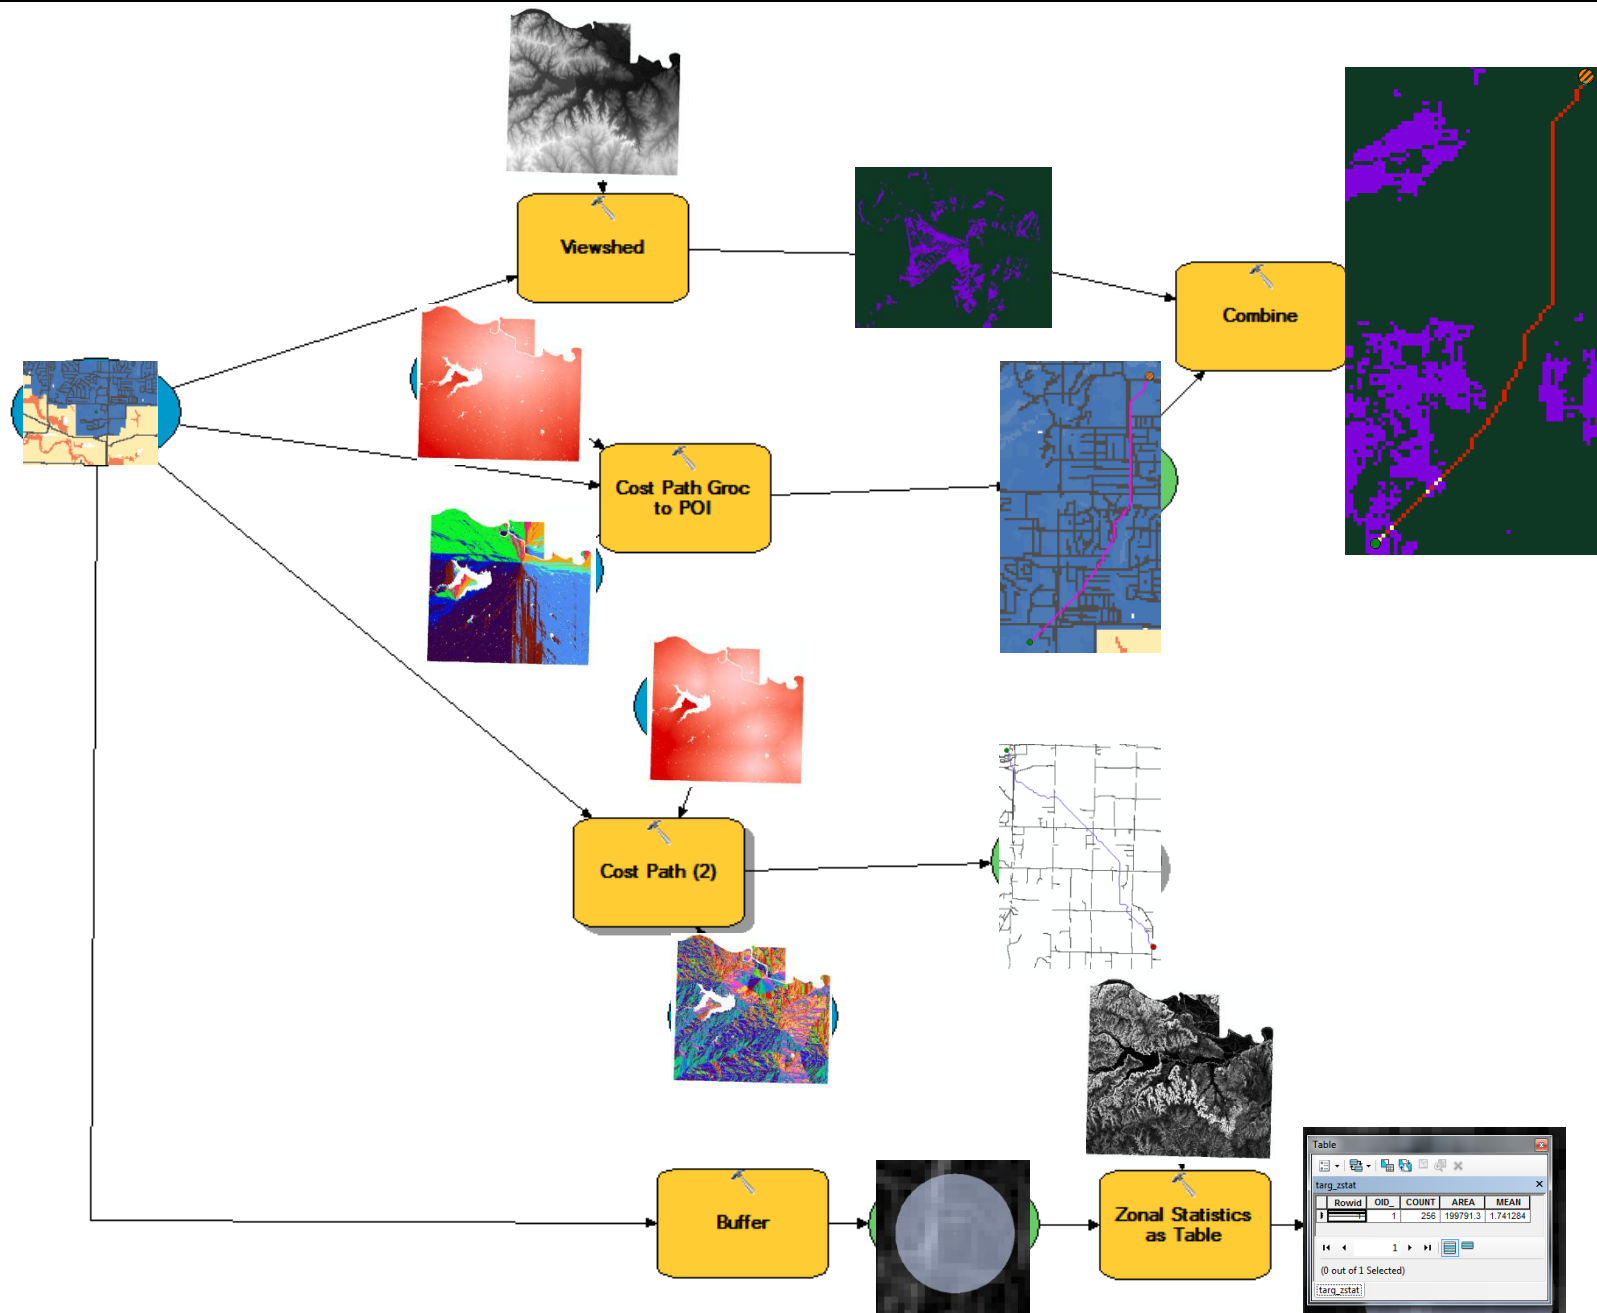 Viewshed
Combine
Cost Path Groc
to POI
Cost Path (2)
Buffer
Zonal Statistics
as Table
Table
targ_zstat
Rowid OID_ COUNT AREA MEAN
1 256 199791.3 1.741284
1
(0 out of 1 Selected)
targ_zstat